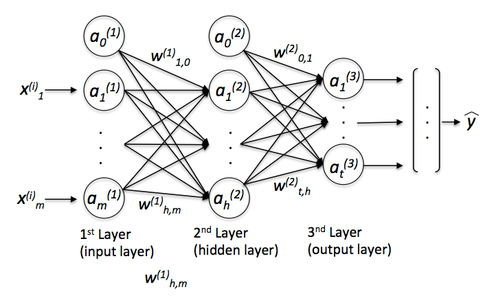 a₀⁽¹⁾ w⁽¹⁾₁,₀ a₀⁽²⁾ w⁽²⁾₀,₁
x⁽ⁱ⁾₁ a₁⁽¹⁾ a₁⁽²⁾ a₁⁽³⁾
ŷ
x⁽ⁱ⁾ₘ aₘ⁽¹⁾ w⁽¹⁾ₕ,ₘ aₕ⁽²⁾ w⁽²⁾ₜ,ₕ aₜ⁽³⁾
1ˢᵗ Layer 2ⁿᵈ Layer 3ⁿᵈ Layer
(input layer) (hidden layer) (output layer)
w⁽¹⁾ₕ,ₘ